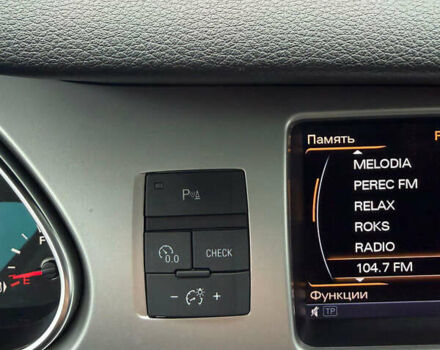 Память
MELODIA
PEREC FM
RELAX
ROKS
RADIO
104.7 FM
Функции
TP
P
0.0
CHECK
- +
F
E